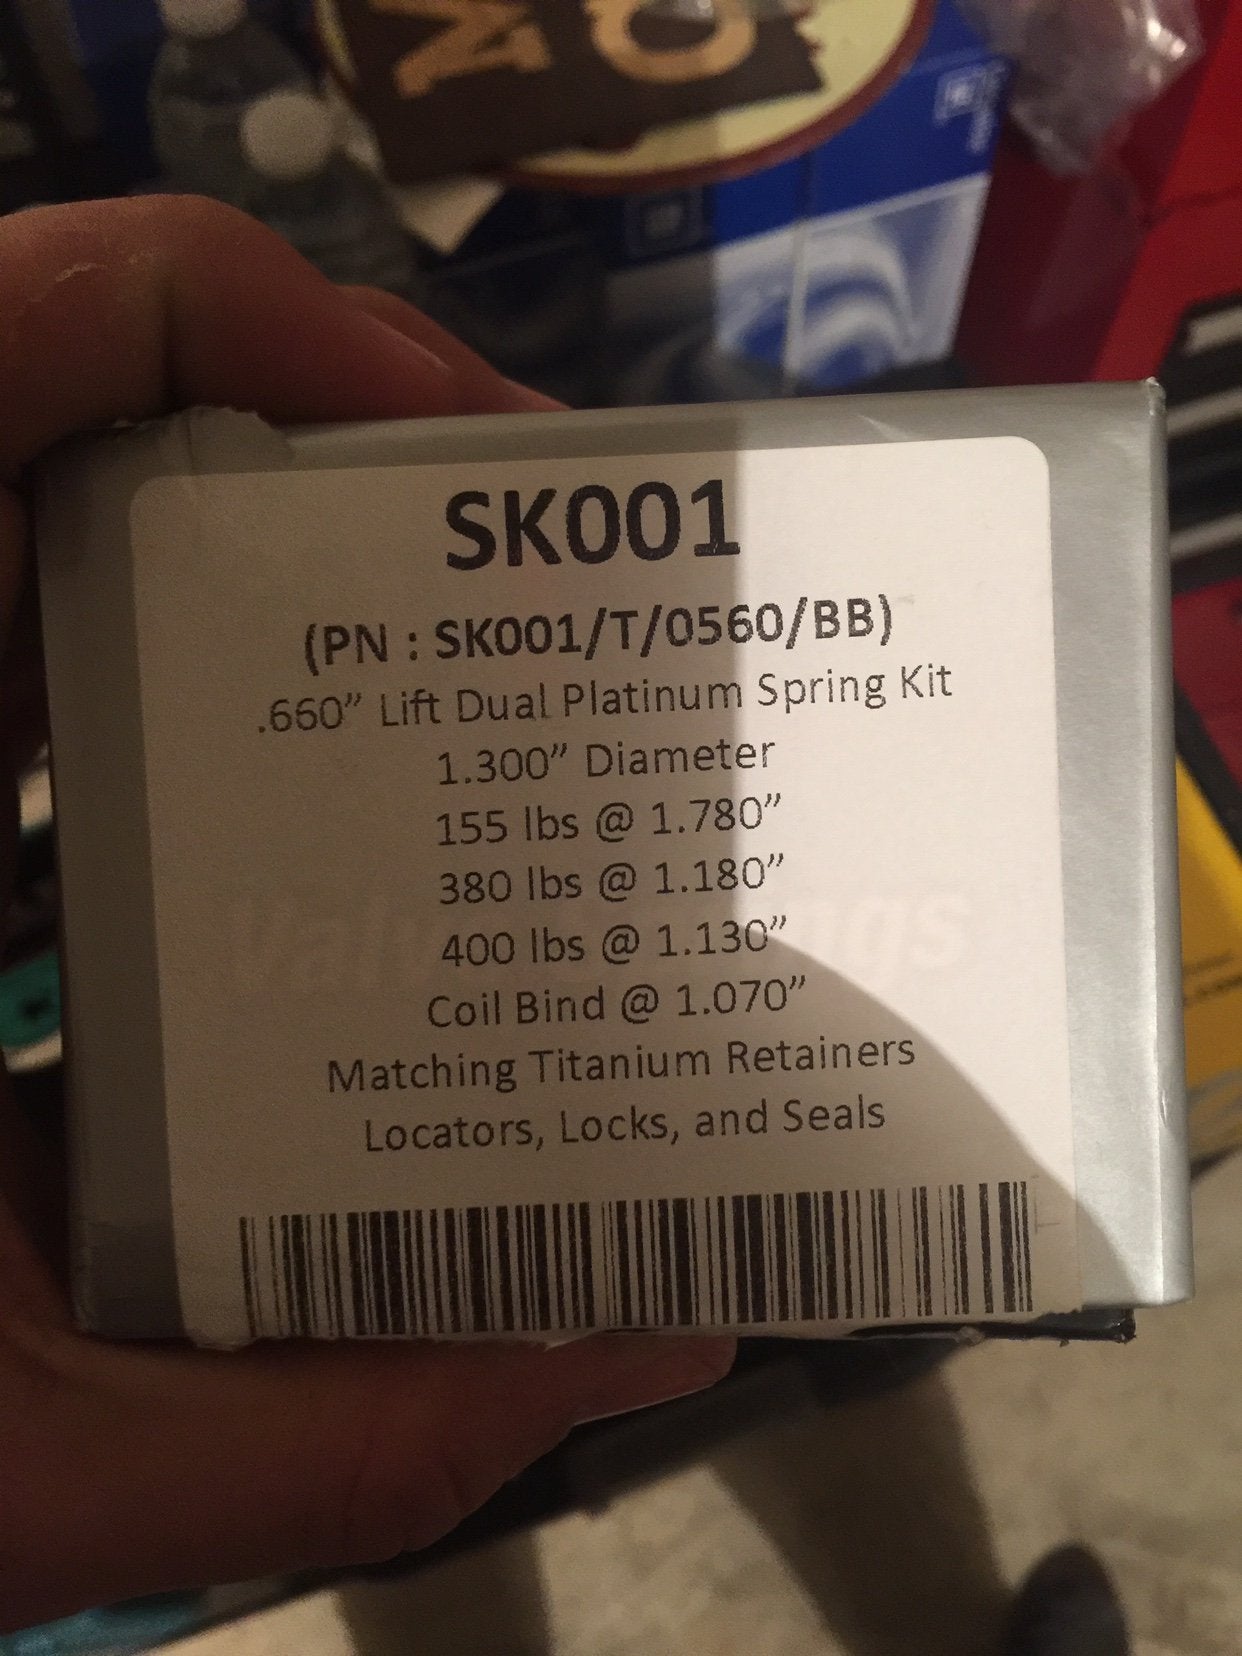 SK001
(PN : SK001/T/0560/BB)
.660” Lift Dual Platinum Spring Kit
1.300” Diameter
155 lbs @ 1.780”
380 lbs @ 1.180”
400 lbs @ 1.130”
Coil Bind @ 1.070”
Matching Titanium Retainers
Locators, Locks, and Seals